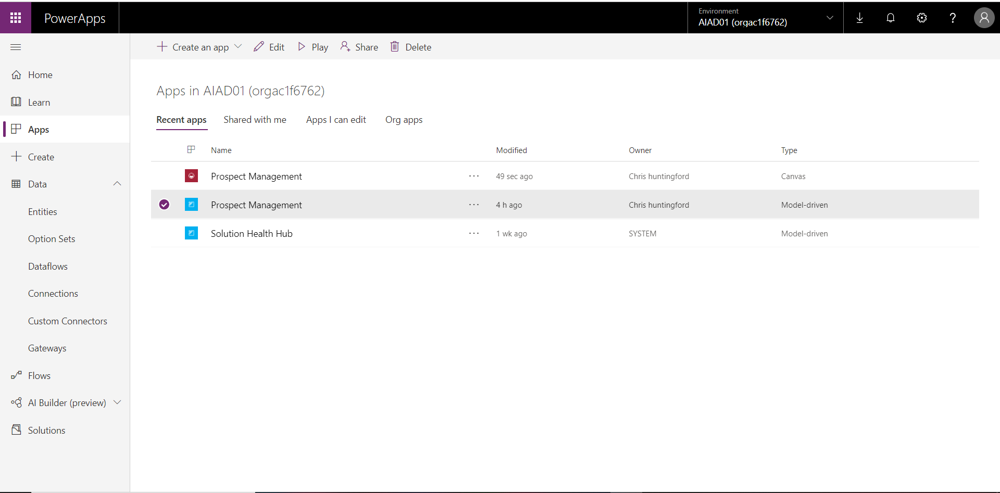 PowerApps
Environment
AIAD01 (orgac1f6762)
Create an app
Edit
Play
Share
Delete
Home
Learn
Apps
Create
Data
Entities
Option Sets
Dataflows
Connections
Custom Connectors
Gateways
Flows
AI Builder (preview)
Solutions
Apps in AIAD01 (orgac1f6762)
Recent apps Shared with me Apps I can edit Org apps
Name Modified Owner Type
Prospect Management ... 49 sec ago Chris huntingford Canvas
Prospect Management ... 4 h ago Chris huntingford Model-driven
Solution Health Hub ... 1 wk ago SYSTEM Model-driven